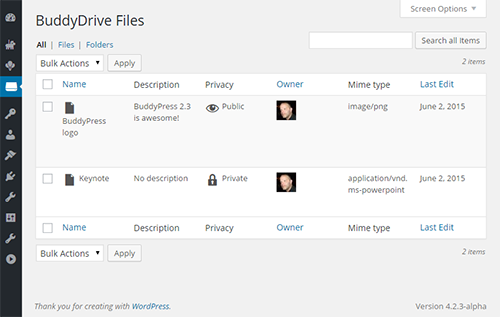 Screen Options ▼
BuddyDrive Files
All | Files | Folders
Search all Items
Bulk Actions Apply
2 items
Name Description Privacy Owner Mime type Last Edit
BuddyPress logo BuddyPress 2.3 is awesome! Public image/png June 2, 2015
Keynote No description Private application/vnd.ms-powerpoint June 2, 2015
Name Description Privacy Owner Mime type Last Edit
Bulk Actions Apply
2 items
Thank you for creating with WordPress.
Version 4.2.3-alpha